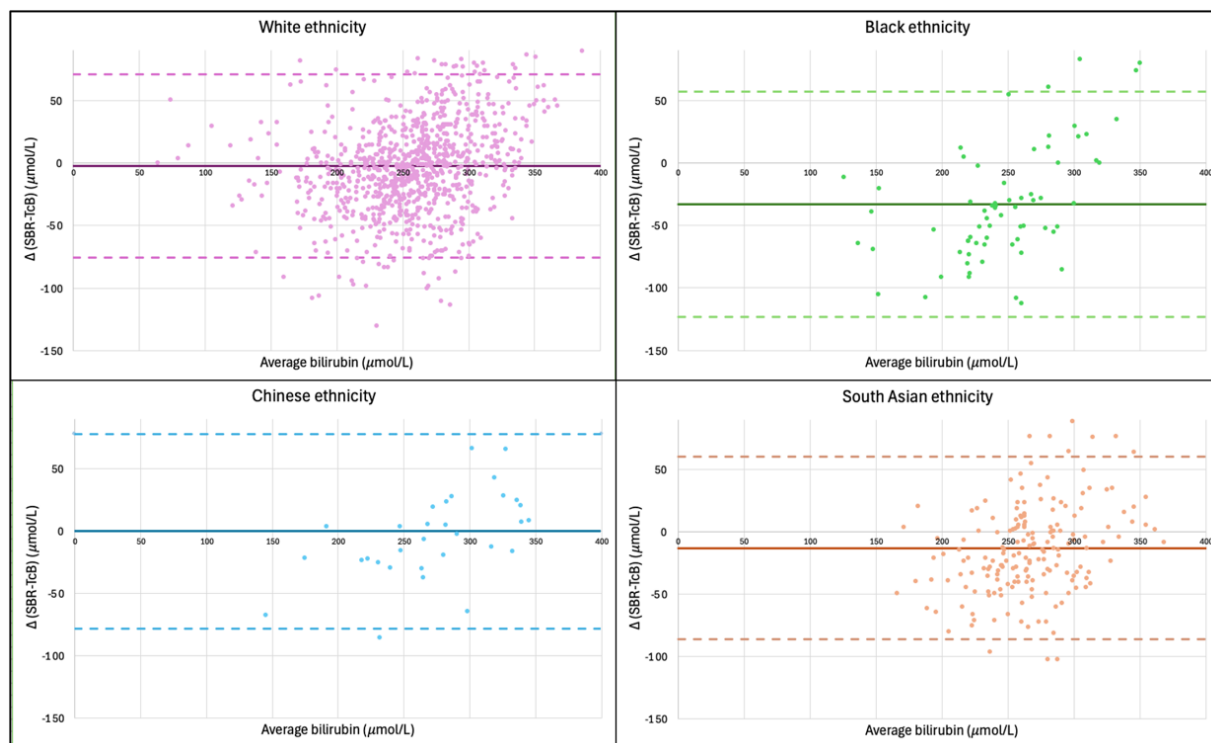 White ethnicity
50
0
-50
-100
-150
0 50 100 150 200 250 300 350 400
Δ (SBR-TcB) (μmol/L)
Average bilirubin (μmol/L)
Black ethnicity
50
0
-50
-100
-150
0 50 100 150 200 250 300 350 400
Δ (SBR-TcB) (μmol/L)
Average bilirubin (μmol/L)
Chinese ethnicity
50
0
-50
-100
-150
0 50 100 150 200 250 300 350 400
Δ (SBR-TcB) (μmol/L)
Average bilirubin (μmol/L)
South Asian ethnicity
50
0
-50
-100
-150
0 50 100 150 200 250 300 350 400
Δ (SBR-TcB) (μmol/L)
Average bilirubin (μmol/L)